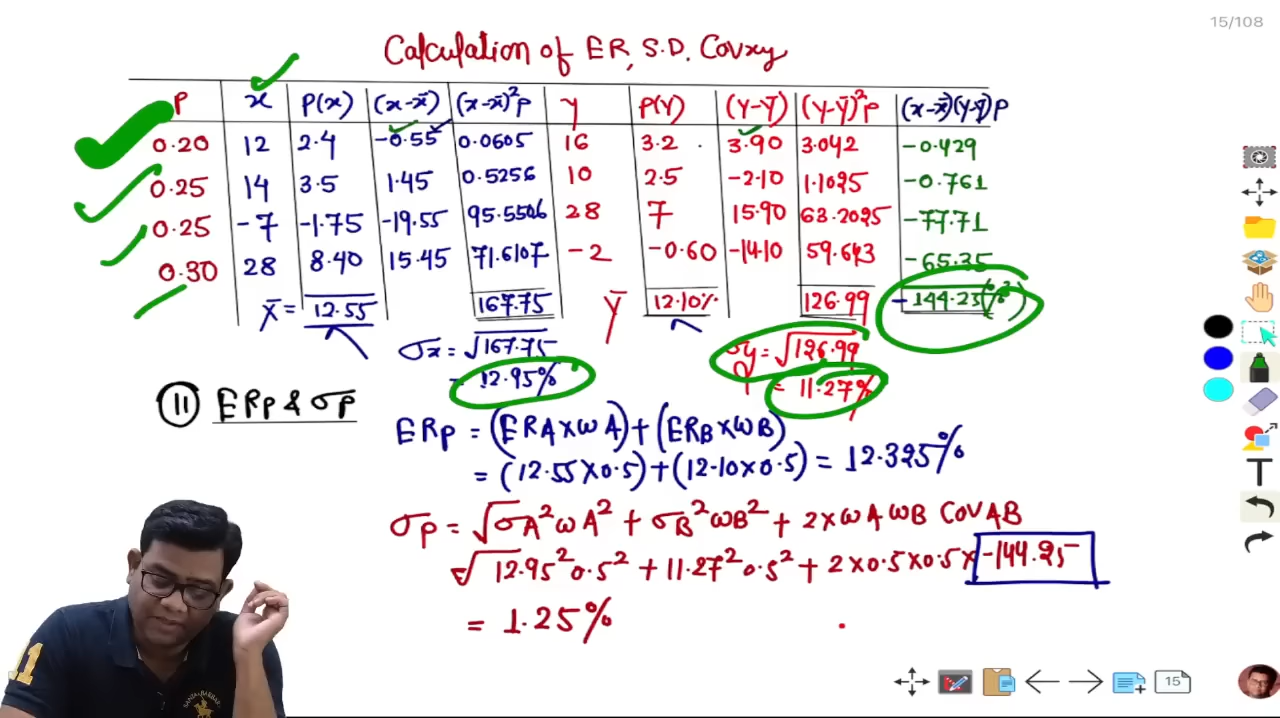 15/108
Calculation of ER, S.D. Covxy
P x P(x) (x-x̄) (x-x̄)²P y P(Y) (Y-Ȳ) (Y-Ȳ)²P (x-x̄)(y-ȳ)P
0.20 12 2.4 -0.55 0.0605 16 3.2 3.90 3.042 -0.429
0.25 14 3.5 1.45 0.5256 10 2.5 -2.10 1.1025 -0.761
0.25 -7 -1.75 -19.55 95.5506 28 7 15.90 63.2025 -77.71
0.30 28 8.40 15.45 71.6107 -2 -0.60 -14.10 59.643 -65.35
X̄ = 12.55 167.75 Ȳ 12.10% 126.99 -144.25(%²)
σx = √167.75 σy = √126.99
= 12.95% = 11.27%
(11) ERp & σp
ERp = (ERA×ωA)+(ERB×ωB)
= (12.55×0.5)+(12.10×0.5) = 12.325%
σp = √σA²ωA² + σB²ωB² + 2×ωA ωB COVAB
√12.95² 0.5² + 11.27² 0.5² + 2×0.5×0.5× -144.25
= 1.25%
T
15